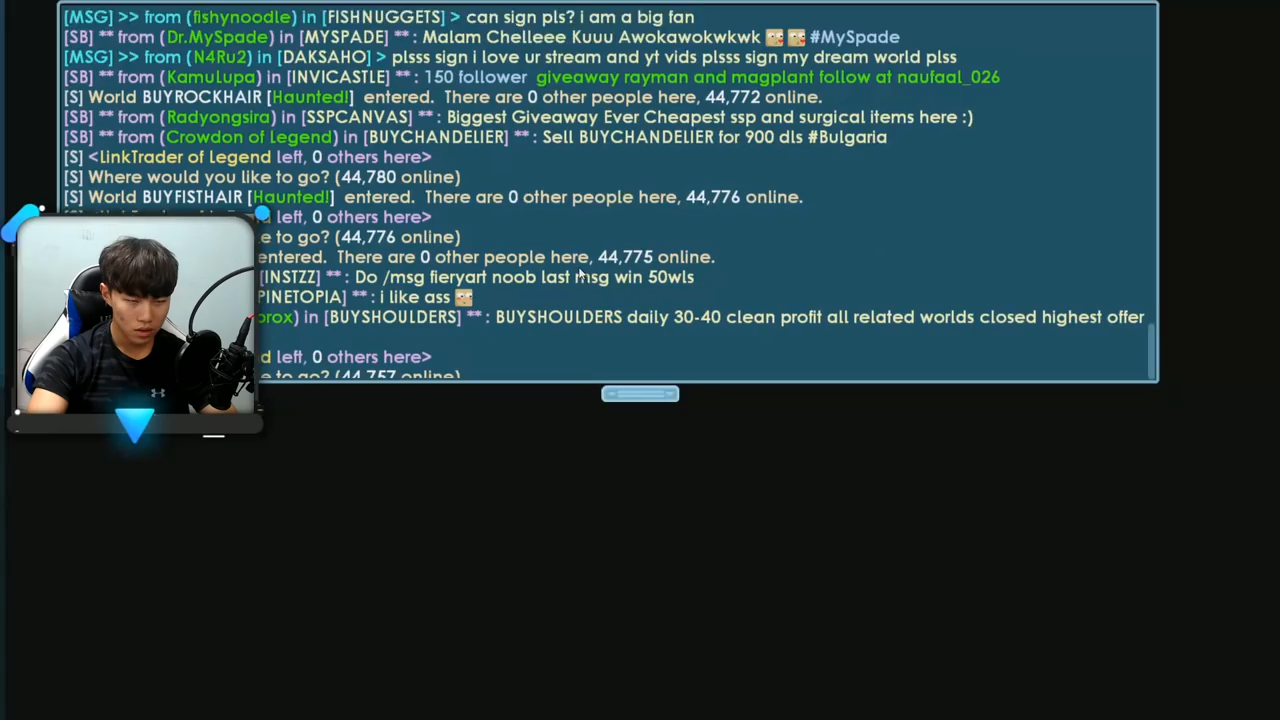 [MSG] >> from (fishynoodle) in [FISHNUGGETS] > can sign pls? i am a big fan
[SB] ** from (Dr.MySpade) in [MYSPADE] ** : Malam Chelleee Kuuu Awokawokwkwk #MySpade
[MSG] >> from (N4Ru2) in [DAKSAHO] > plsss sign i love ur stream and yt vids plsss sign my dream world plss
[SB] ** from (KamuLupa) in [INVICASTLE] ** : 150 follower giveaway rayman and magplant follow at naufaal_026
[S] World BUYROCKHAIR [Haunted!] entered. There are 0 other people here, 44,772 online.
[SB] ** from (Radyongsira) in [SSPCANVAS] ** : Biggest Giveaway Ever Cheapest ssp and surgical items here :)
[SB] ** from (Crowdon of Legend) in [BUYCHANDELIER] ** : Sell BUYCHANDELIER for 900 dls #Bulgaria
[S] <LinkTrader of Legend left, 0 others here>
[S] Where would you like to go? (44,780 online)
[S] World BUYFISTHAIR [Haunted!] entered. There are 0 other people here, 44,776 online.
left, 0 others here>
to go? (44,776 online)
entered. There are 0 other people here, 44,775 online.
[INSTZZ] ** : Do /msg fieryart noob last msg win 50wls
PINETOPIA] ** : i like ass
in [BUYSHOULDERS] ** : BUYSHOULDERS daily 30-40 clean profit all related worlds closed highest offer
left, 0 others here>
to go? (44,757 online)